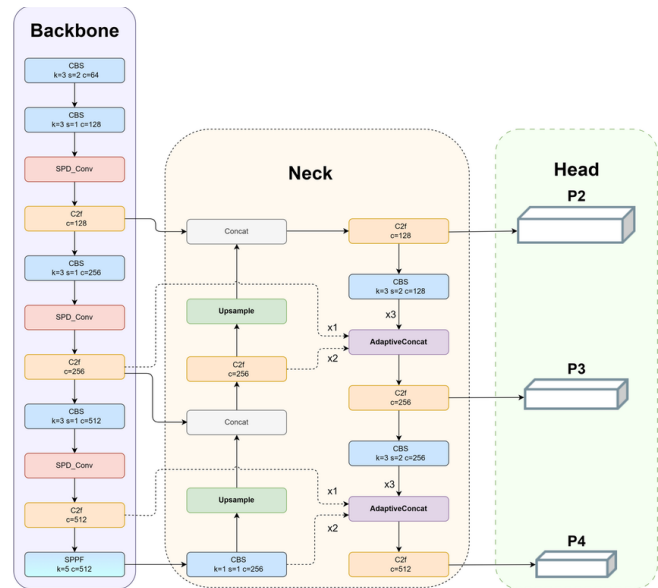 Backbone
CBS
k=3 s=2 c=64
CBS
k=3 s=1 c=128
SPD_Conv
C2f
c=128
CBS
k=3 s=1 c=256
SPD_Conv
C2f
c=256
CBS
k=3 s=1 c=512
SPD_Conv
C2f
c=512
SPPF
k=5 c=512
Neck
Concat
Upsample
C2f
c=256
Concat
Upsample
CBS
k=1 s=1 c=256
C2f
c=128
CBS
k=3 s=2 c=128
x1
x3
AdaptiveConcat
x2
C2f
c=256
CBS
k=3 s=2 c=256
x1
x3
AdaptiveConcat
x2
C2f
c=512
Head
P2
P3
P4